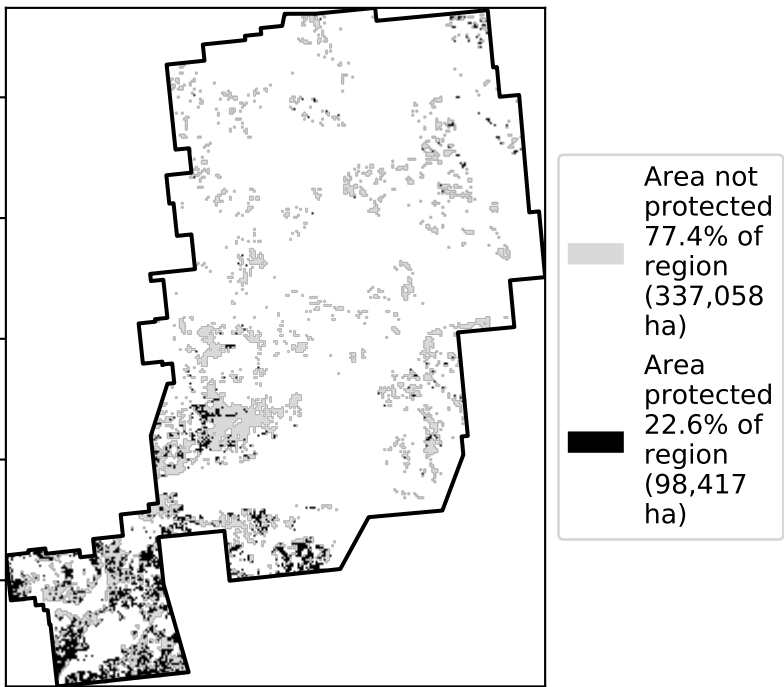 Area not
protected
77.4% of
region
(337,058
ha)
Area
protected
22.6% of
region
(98,417
ha)